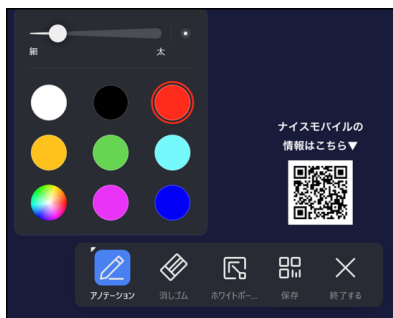 細 太
ナイスモバイルの
情報はこちら▼
アノテーション 消しゴム ホワイトボー... 保存 終了する